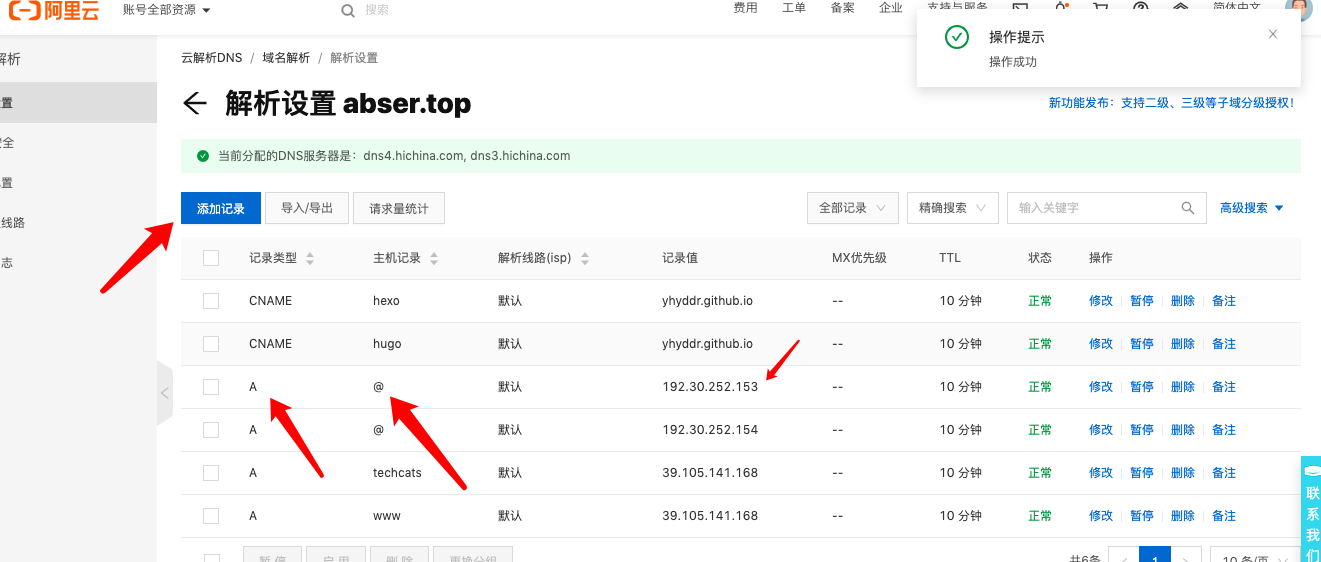 阿里云 账号全部资源 搜索 费用 工单 备案 企业 支持与服务 简体中文
解析
操作提示
操作成功
云解析DNS / 域名解析 / 解析设置
解析设置 abser.top
新功能发布：支持二级、三级等子域分级授权!
置
安全
置
线路
志
当前分配的DNS服务器是：dns4.hichina.com, dns3.hichina.com
添加记录 导入/导出 请求量统计 全部记录 精确搜索 输入关键字 高级搜索
记录类型 主机记录 解析线路(isp) 记录值 MX优先级 TTL 状态 操作
CNAME hexo 默认 yhyddr.github.io -- 10 分钟 正常 修改 暂停 删除 备注
CNAME hugo 默认 yhyddr.github.io -- 10 分钟 正常 修改 暂停 删除 备注
A @ 默认 192.30.252.153 -- 10 分钟 正常 修改 暂停 删除 备注
A @ 默认 192.30.252.154 -- 10 分钟 正常 修改 暂停 删除 备注
A techcats 默认 39.105.141.168 -- 10 分钟 正常 修改 暂停 删除 备注
A www 默认 39.105.141.168 -- 10 分钟 正常 修改 暂停 删除 备注
暂停 启用 删除 更换分组 共6条 1 10 条/页
联系我们